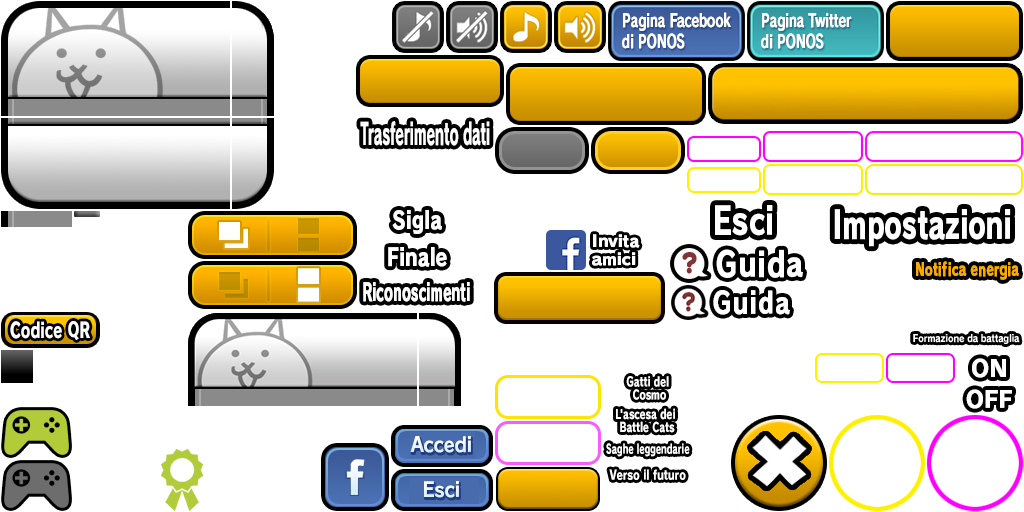 Pagina Facebook
di PONOS
Pagina Twitter
di PONOS
Trasferimento dati
Sigla
Finale
Riconoscimenti
Invita
amici
Esci
Impostazioni
? Guida
? Guida
Notifica energia
Codice QR
Formazione da battaglia
ON
OFF
Gatti del
Cosmo
L'ascesa dei
Battle Cats
Saghe leggendarie
Verso il futuro
f
f
Accedi
Esci